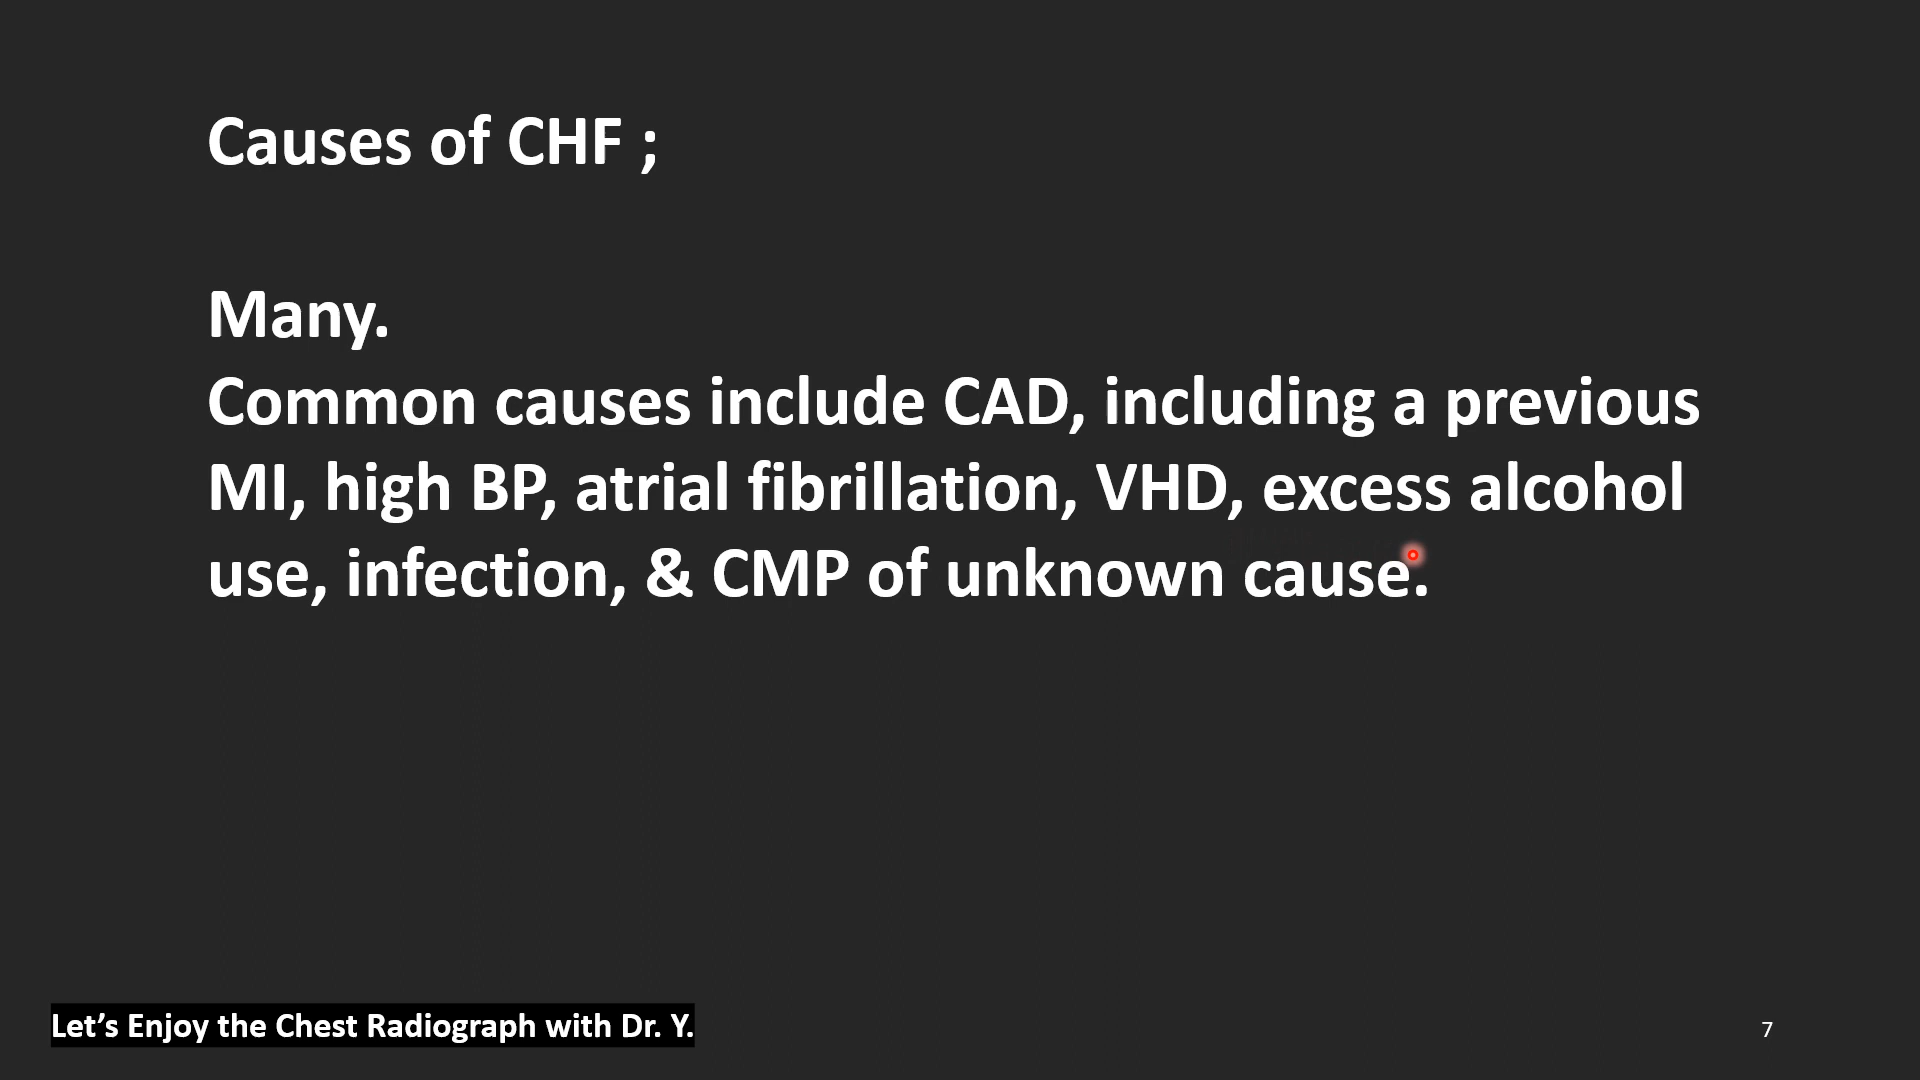 Causes of CHF ;
Many.
Common causes include CAD, including a previous
MI, high BP, atrial fibrillation, VHD, excess alcohol
use, infection, & CMP of unknown cause.
Let’s Enjoy the Chest Radiograph with Dr. Y.
7